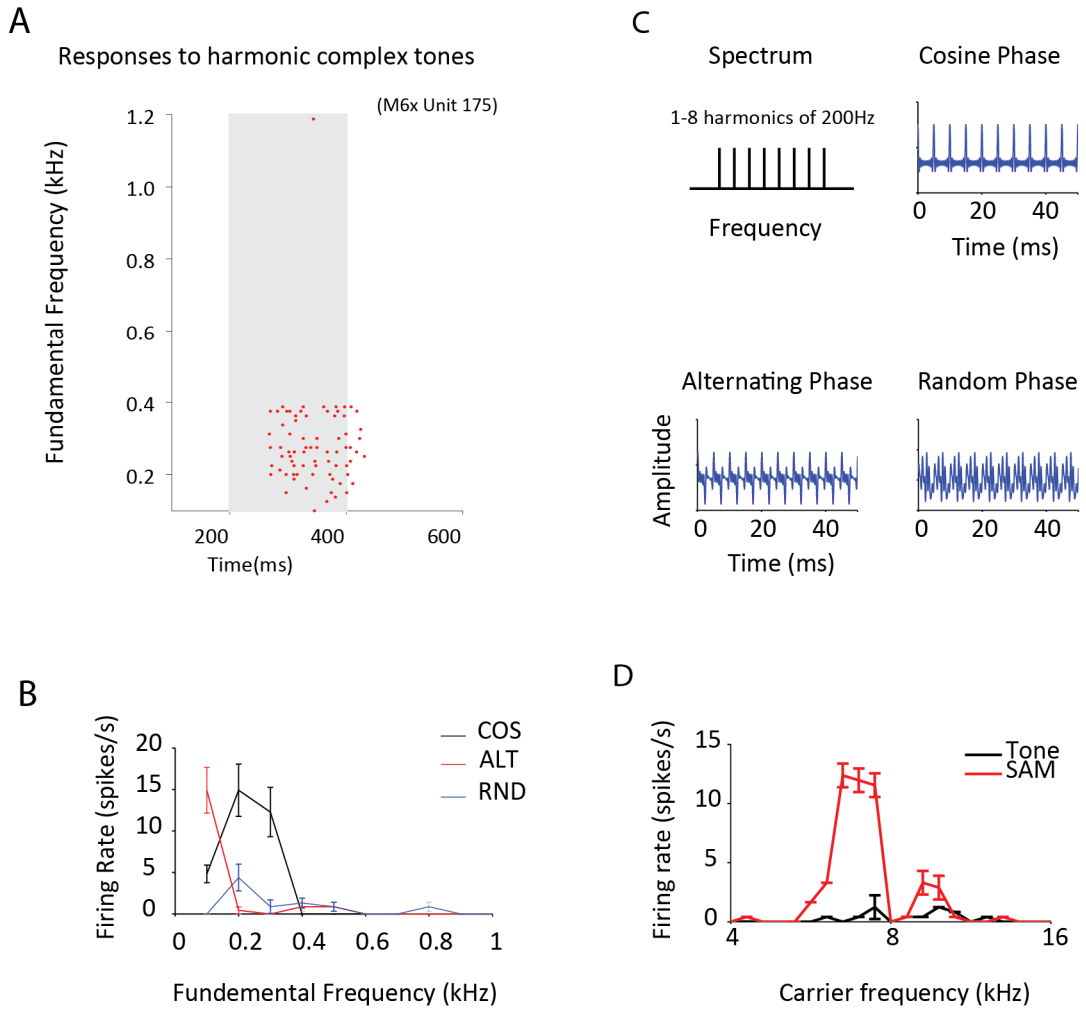 A
Responses to harmonic complex tones
(M6x Unit 175)
Fundamental Frequency (kHz)
1.2
1.0
0.8
0.6
0.4
0.2
200
400
600
Time(ms)
C
Spectrum
1-8 harmonics of 200Hz
Frequency
Cosine Phase
0
20
40
Time (ms)
Alternating Phase
Amplitude
0
20
40
Time (ms)
Random Phase
0
20
40
B
Firing Rate (spikes/s)
20
15
10
5
0
COS
ALT
RND
0
0.2
0.4
0.6
0.8
1
Fundemental Frequency (kHz)
D
Firing rate (spikes/s)
15
10
5
0
Tone
SAM
4
8
16
Carrier frequency (kHz)